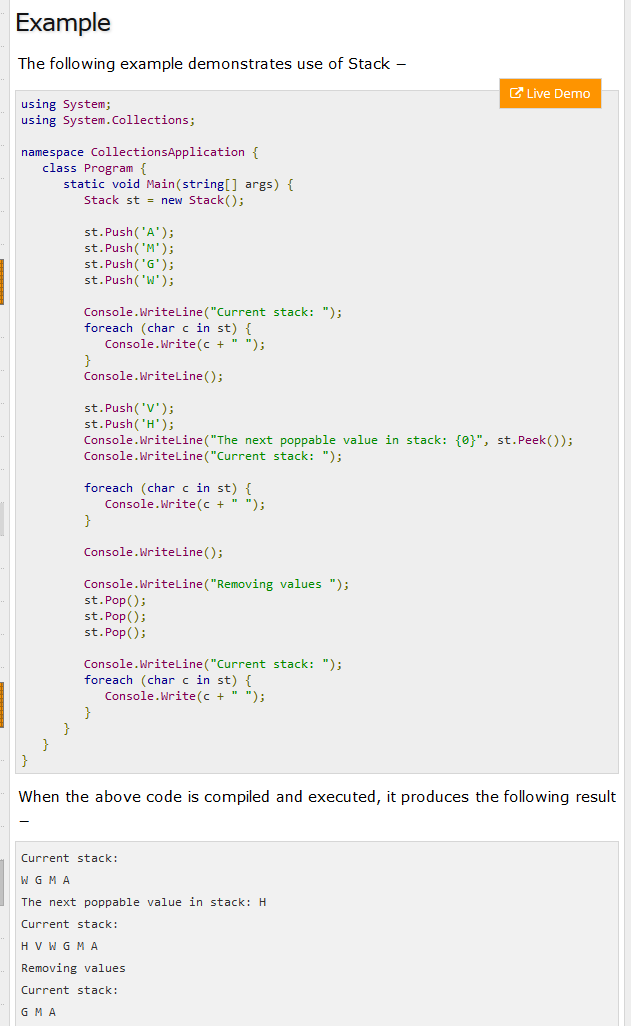 Example
The following example demonstrates use of Stack −
Live Demo
using System;
using System.Collections;
namespace CollectionsApplication {
   class Program {
      static void Main(string[] args) {
         Stack st = new Stack();
         st.Push('A');
         st.Push('M');
         st.Push('G');
         st.Push('W');
         Console.WriteLine("Current stack: ");
         foreach (char c in st) {
            Console.Write(c + " ");
         }
         Console.WriteLine();
         st.Push('V');
         st.Push('H');
         Console.WriteLine("The next poppable value in stack: {0}", st.Peek());
         Console.WriteLine("Current stack: ");
         foreach (char c in st) {
            Console.Write(c + " ");
         }
         Console.WriteLine();
         Console.WriteLine("Removing values ");
         st.Pop();
         st.Pop();
         st.Pop();
         Console.WriteLine("Current stack: ");
         foreach (char c in st) {
            Console.Write(c + " ");
         }
      }
   }
}
When the above code is compiled and executed, it produces the following result
−
Current stack:
W G M A
The next poppable value in stack: H
Current stack:
H V W G M A
Removing values
Current stack:
G M A